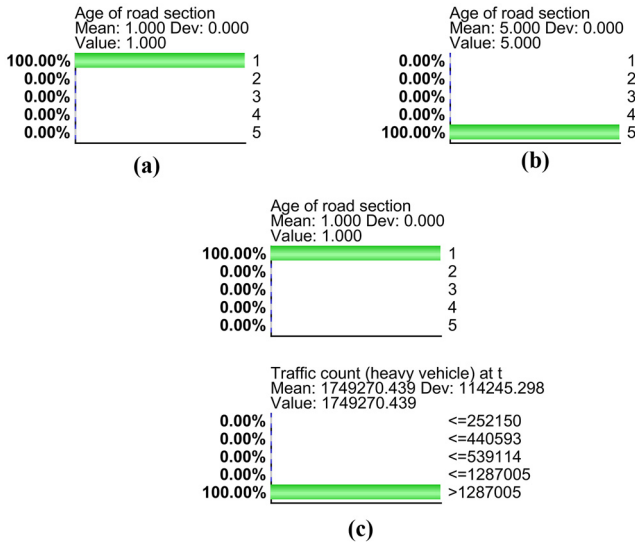 Age of road section
Mean: 1.000 Dev: 0.000
Value: 1.000
100.00% 1
0.00% 2
0.00% 3
0.00% 4
0.00% 5
(a)
Age of road section
Mean: 5.000 Dev: 0.000
Value: 5.000
0.00% 1
0.00% 2
0.00% 3
0.00% 4
100.00% 5
(b)
Age of road section
Mean: 1.000 Dev: 0.000
Value: 1.000
100.00% 1
0.00% 2
0.00% 3
0.00% 4
0.00% 5
Traffic count (heavy vehicle) at t
Mean: 1749270.439 Dev: 114245.298
Value: 1749270.439
0.00% <=252150
0.00% <=440593
0.00% <=539114
0.00% <=1287005
100.00% >1287005
(c)